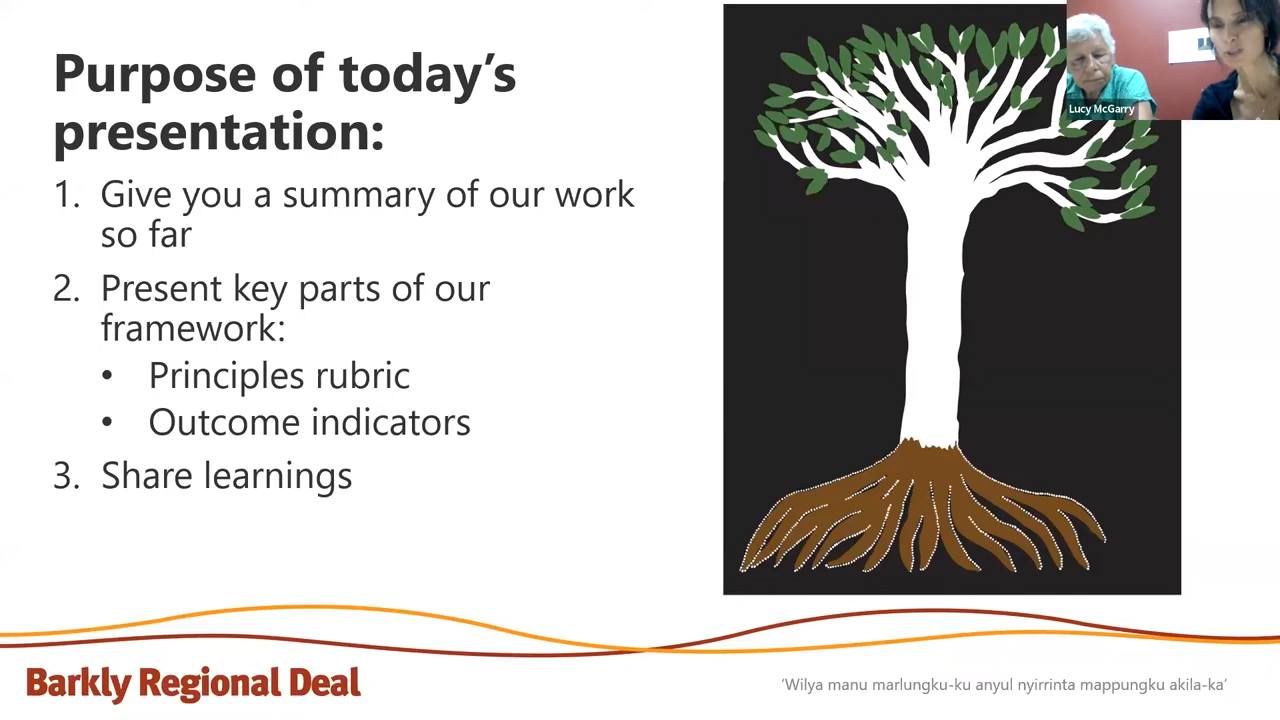 Purpose of today’s
presentation:
1. Give you a summary of our work
so far
2. Present key parts of our
framework:
• Principles rubric
• Outcome indicators
3. Share learnings
Lucy McGarry
Barkly Regional Deal
‘Wilya manu marlungku-ku anyul nyirrinta mappungku akila-ka’